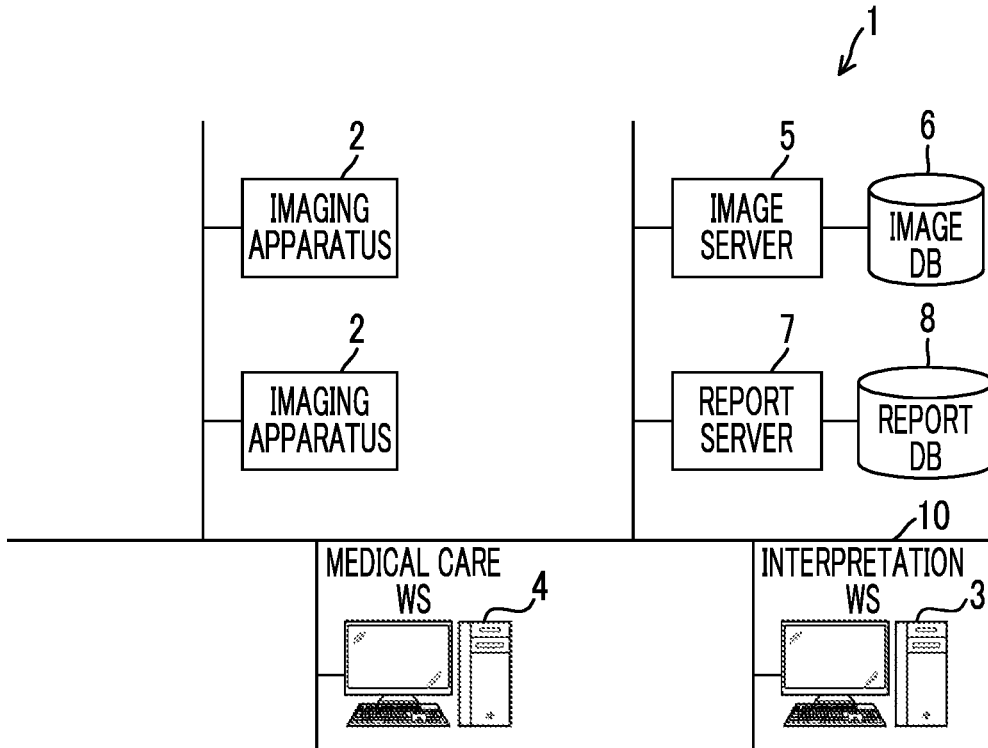 1
2
IMAGING
APPARATUS
5
IMAGE
SERVER
6
IMAGE
DB
2
IMAGING
APPARATUS
7
REPORT
SERVER
8
REPORT
DB
10
MEDICAL CARE
WS
4
INTERPRETATION
WS
3